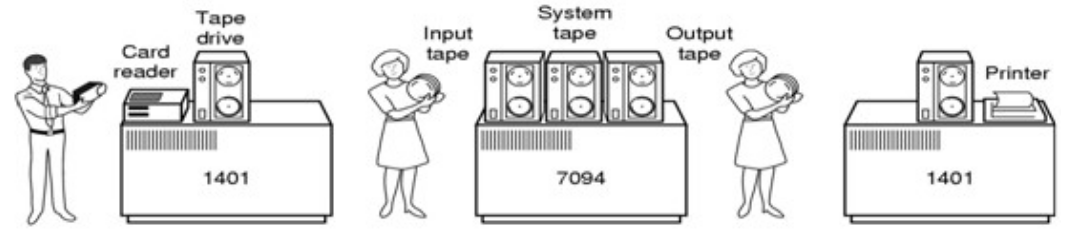 Card
reader
Tape
drive
1401
Input
tape
System
tape
Output
tape
7094
Printer
1401